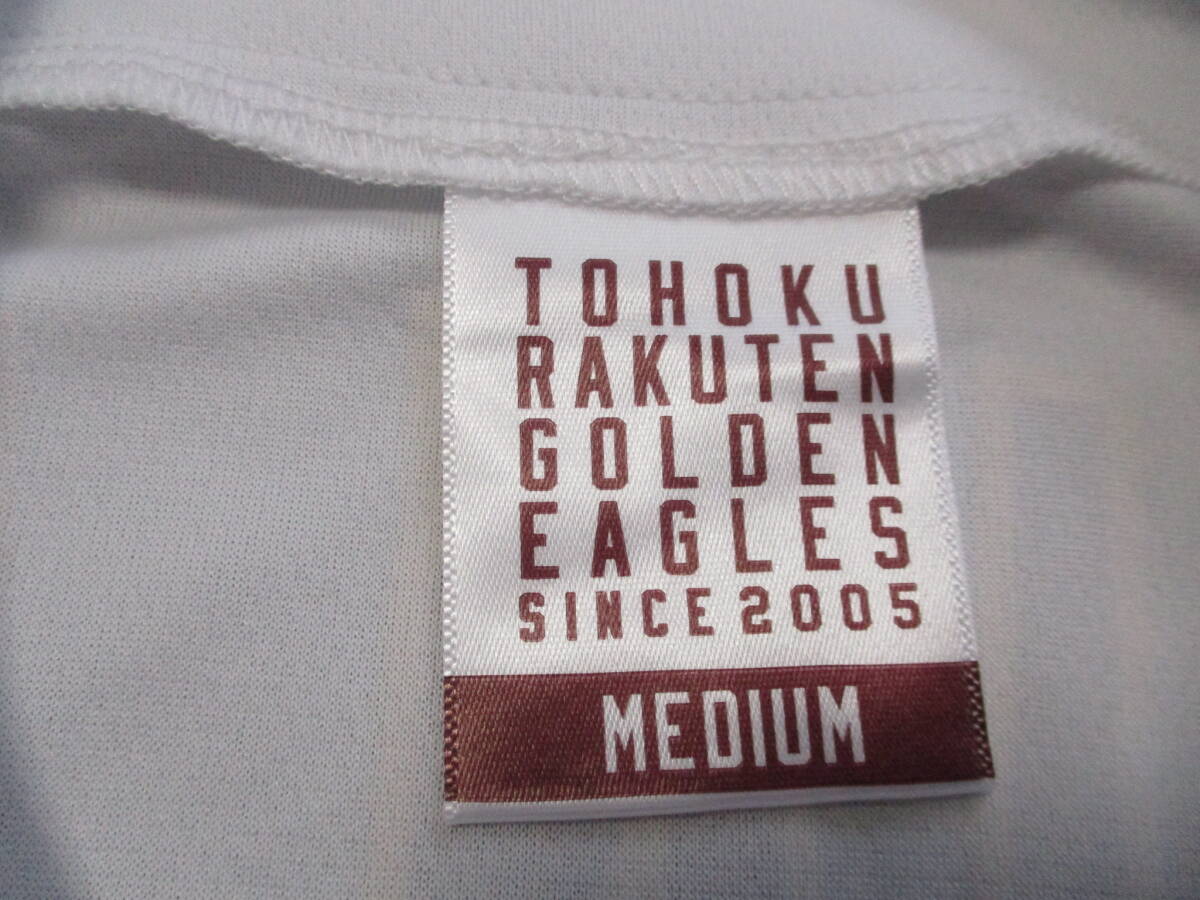 TOHOKU
RAKUTEN
GOLDEN
EAGLES
SINCE 2005
MEDIUM